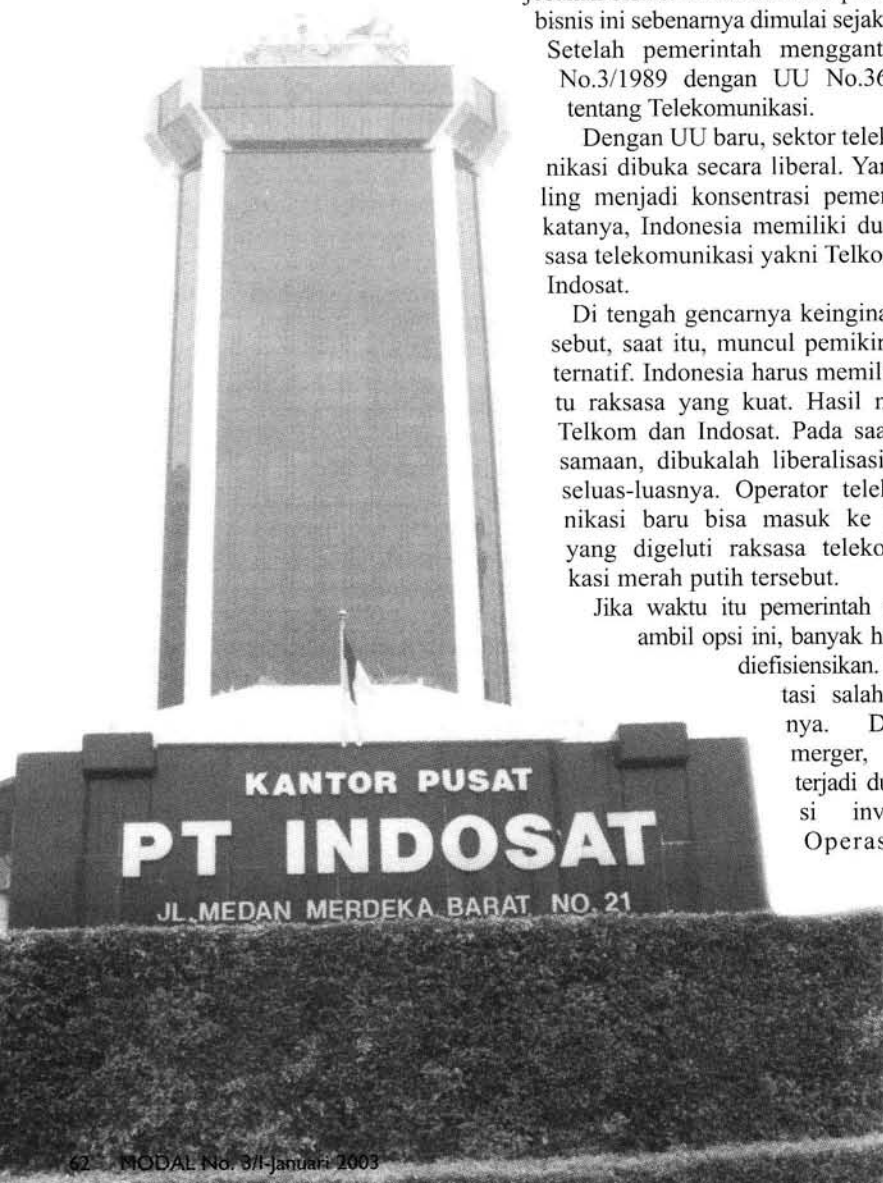 bisnis ini sebenarnya dimulai sejak
Setelah pemerintah menggant
No.3/1989 dengan UU No.36
tentang Telekomunikasi.
Dengan UU baru, sektor telek
nikasi dibuka secara liberal. Yan
ling menjadi konsentrasi pemer
katanya, Indonesia memiliki du
sasa telekomunikasi yakni Telko
Indosat.
Di tengah gencarnya keingina
sebut, saat itu, muncul pemikir
ternatif. Indonesia harus memil
tu raksasa yang kuat. Hasil n
Telkom dan Indosat. Pada saa
samaan, dibukalah liberalisasi
seluas-luasnya. Operator telek
nikasi baru bisa masuk ke
yang digeluti raksasa teleko
kasi merah putih tersebut.
Jika waktu itu pemerintah
ambil opsi ini, banyak h
diefisiensikan.
tasi salah
nya. D
merger,
terjadi du
si inv
Operas
KANTOR PUSAT
PT INDOSAT
JL. MEDAN MERDEKA BARAT NO. 21
62 MODAL No. 3/I-Januari 2003